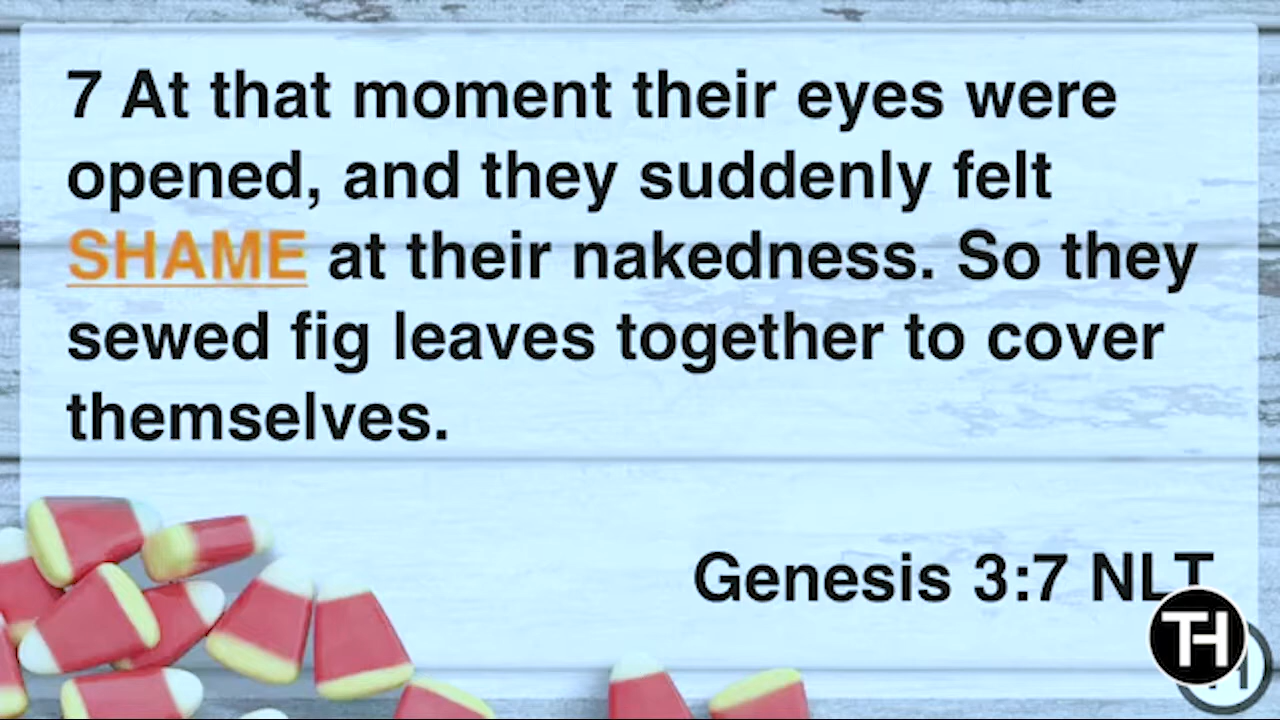 7 At that moment their eyes were
opened, and they suddenly felt
SHAME at their nakedness. So they
sewed fig leaves together to cover
themselves.
Genesis 3:7 NLT
TH